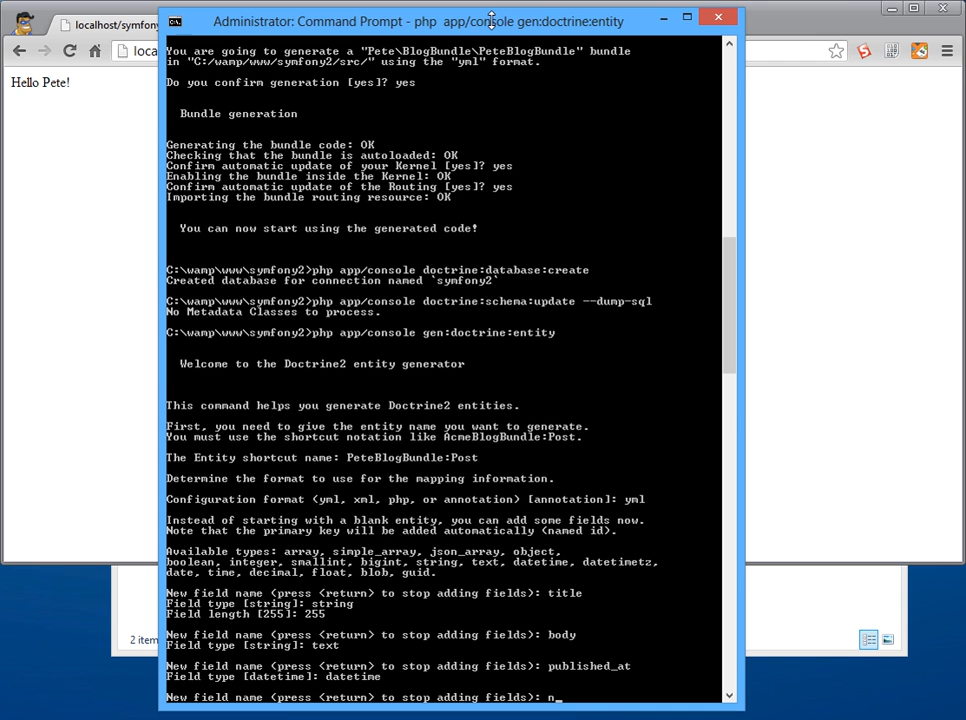 Administrator: Command Prompt - php  app/console gen:doctrine:entity
localhost/symfony
loca
Hello Pete!
You are going to generate a "Pete\BlogBundle\PeteBlogBundle" bundle
in "C:/wamp/www/symfony2/src/" using the "yml" format.
Do you confirm generation [yes]? yes
Bundle generation
Generating the bundle code: OK
Checking that the bundle is autoloaded: OK
Confirm automatic update of your Kernel [yes]? yes
Enabling the bundle inside the Kernel: OK
Confirm automatic update of the Routing [yes]? yes
Importing the bundle routing resource: OK
You can now start using the generated code!
C:\wamp\www\symfony2>php app/console doctrine:database:create
Created database for connection named `symfony2`
C:\wamp\www\symfony2>php app/console doctrine:schema:update --dump-sql
No Metadata Classes to process.
C:\wamp\www\symfony2>php app/console gen:doctrine:entity
Welcome to the Doctrine2 entity generator
This command helps you generate Doctrine2 entities.
First, you need to give the entity name you want to generate.
You must use the shortcut notation like AcmeBlogBundle:Post.
The Entity shortcut name: PeteBlogBundle:Post
Determine the format to use for the mapping information.
Configuration format (yml, xml, php, or annotation) [annotation]: yml
Instead of starting with a blank entity, you can add some fields now.
Note that the primary key will be added automatically (named id).
Available types: array, simple_array, json_array, object,
boolean, integer, smallint, bigint, string, text, datetime, datetimetz,
date, time, decimal, float, blob, guid.
New field name (press <return> to stop adding fields): title
Field type [string]: string
Field length [255]: 255
New field name (press <return> to stop adding fields): body
Field type [string]: text
New field name (press <return> to stop adding fields): published_at
Field type [datetime]: datetime
New field name (press <return> to stop adding fields): n_
2 item